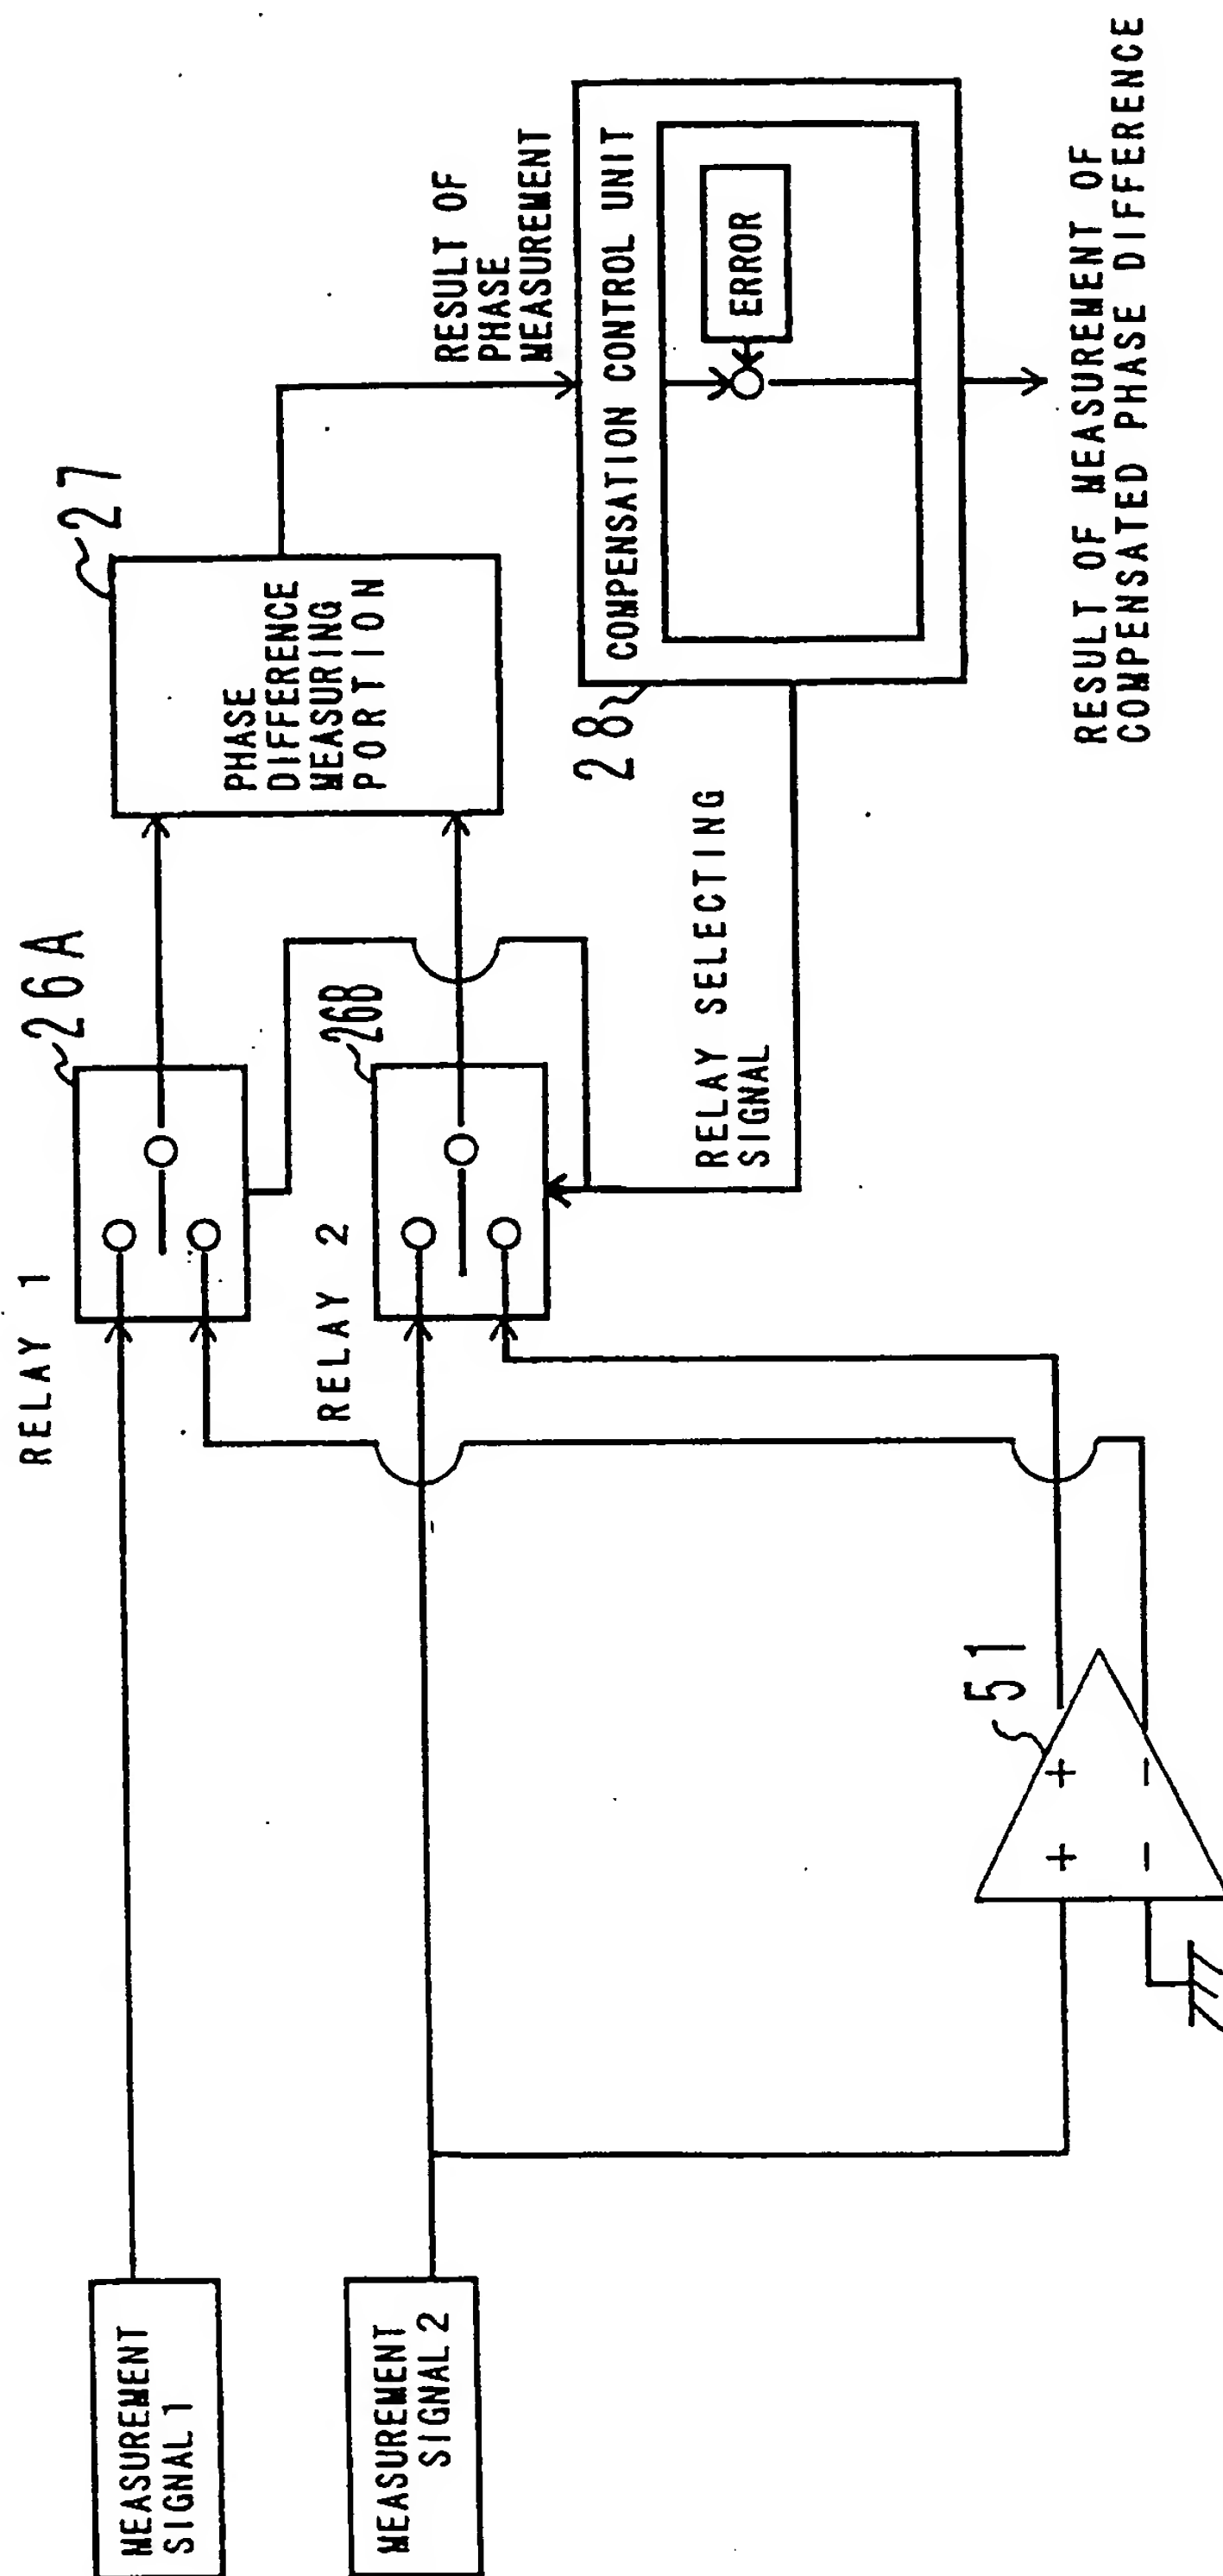 MEASUREMENT
SIGNAL 1
MEASUREMENT
SIGNAL 2
RELAY 1
26A
RELAY 2
26B
51
+ +
- -
27
PHASE
DIFFERENCE
MEASURING
PORTION
RESULT OF
PHASE
MEASUREMENT
28
COMPENSATION CONTROL UNIT
ERROR
RELAY SELECTING
SIGNAL
RESULT OF MEASUREMENT OF
COMPENSATED PHASE DIFFERENCE